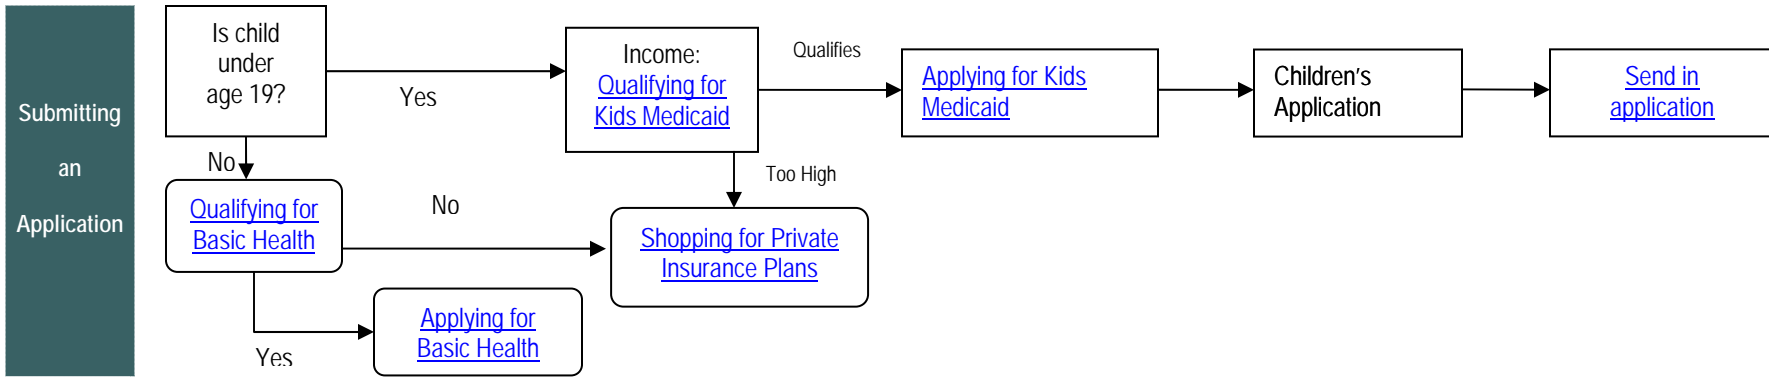 Submitting
an
Application
Is child
under
age 19?
Yes
Income:
Qualifying for
Kids Medicaid
Qualifies
Applying for Kids
Medicaid
Children's
Application
Send in
application
No
Too High
Qualifying for
Basic Health
No
Shopping for Private
Insurance Plans
Yes
Applying for
Basic Health